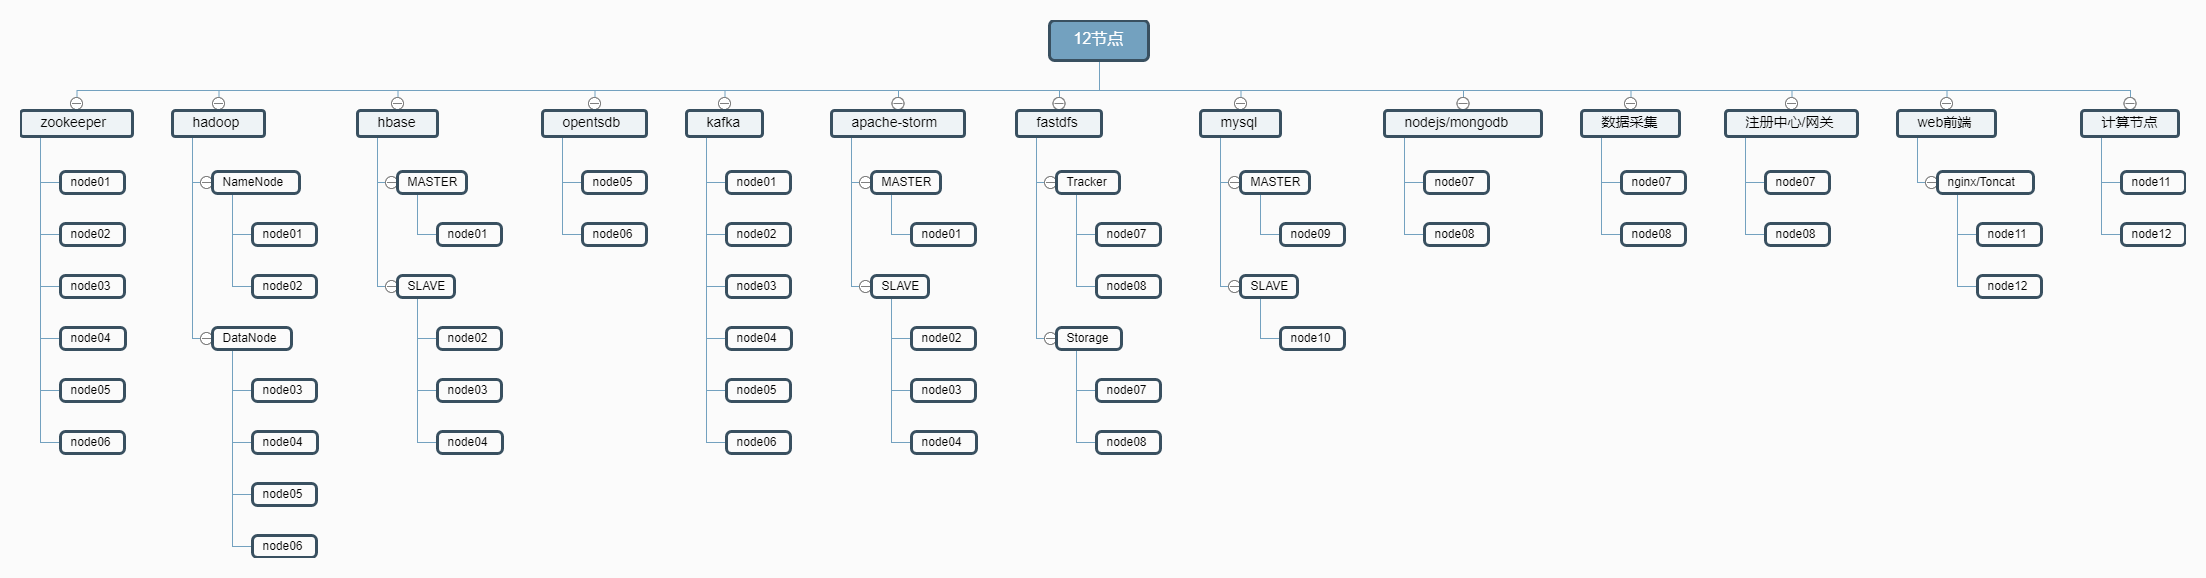 12节点
zookeeper
node01
node02
node03
node04
node05
node06
hadoop
NameNode
node01
node02
DataNode
node03
node04
node05
node06
hbase
MASTER
node01
SLAVE
node02
node03
node04
opentsdb
node05
node06
kafka
node01
node02
node03
node04
node05
node06
apache-storm
MASTER
node01
SLAVE
node02
node03
node04
fastdfs
Tracker
node07
node08
Storage
node07
node08
mysql
MASTER
node09
SLAVE
node10
nodejs/mongodb
node07
node08
数据采集
node07
node08
注册中心/网关
node07
node08
web前端
nginx/Toncat
node11
node12
计算节点
node11
node12